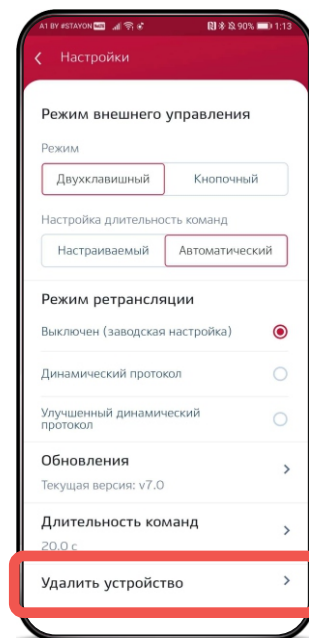 A1 BY #STAYON 90% 1:13
Настройки
Режим внешнего управления
Режим
Двухклавишный Кнопочный
Настройка длительность команд
Настраиваемый Автоматический
Режим ретрансляции
Выключен (заводская настройка)
Динамический протокол
Улучшенный динамический
протокол
Обновления
Текущая версия: v7.0
Длительность команд
20.0 с
Удалить устройство